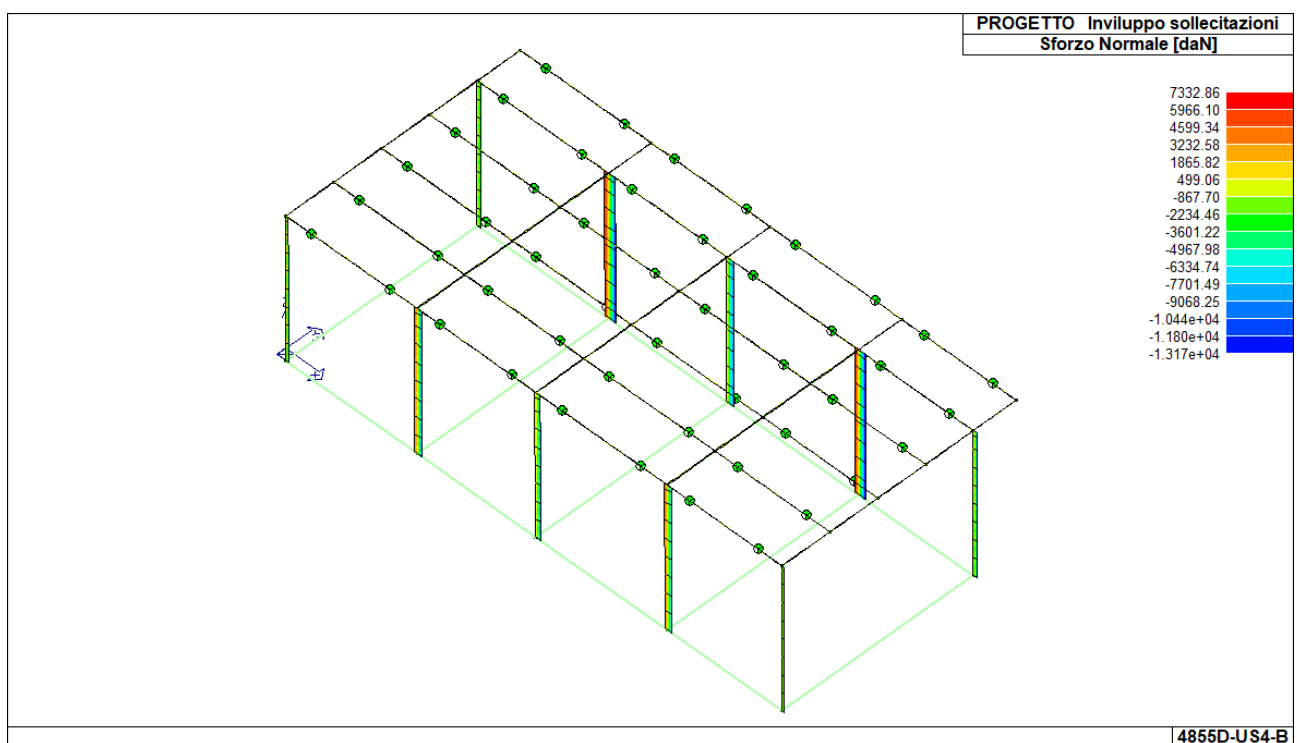 PROGETTO Inviluppo sollecitazioni
Sforzo Normale [daN]
7332.86
5966.10
4599.34
3232.58
1865.82
499.06
-867.70
-2234.46
-3601.22
-4967.98
-6334.74
-7701.49
-9068.25
-1.044e+04
-1.180e+04
-1.317e+04
4855D-US4-B